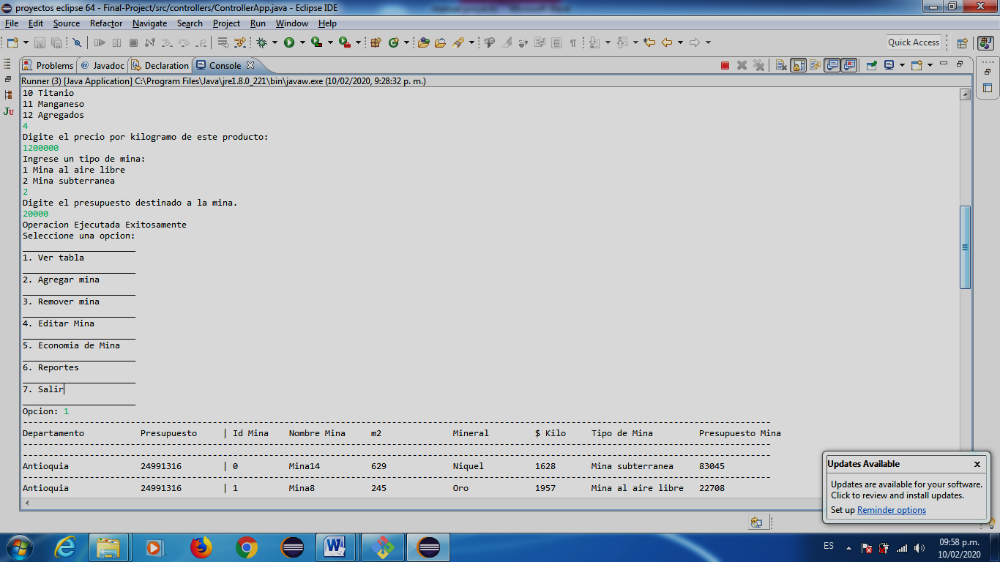 proyectos eclipse 64 - Final-Project/src/controllers/ControllerApp.java - Eclipse IDE
File Edit Source Refactor Navigate Search Project Run Window Help
Quick Access
Problems @ Javadoc Declaration Console
Runner (3) [Java Application] C:\Program Files\Java\jre1.8.0_221\bin\javaw.exe (10/02/2020, 9:28:32 p. m.)
10 Titanio
11 Manganeso
12 Agregados
4
Digite el precio por kilogramo de este producto:
1200000
Ingrese un tipo de mina:
1 Mina al aire libre
2 Mina subterranea
2
Digite el presupuesto destinado a la mina.
20000
Operacion Ejecutada Exitosamente
Seleccione una opcion:
______________________
1. Ver tabla
______________________
2. Agregar mina
______________________
3. Remover mina
______________________
4. Editar Mina
______________________
5. Economia de Mina
______________________
6. Reportes
______________________
7. Salir
______________________
Opcion: 1
Departamento Presupuesto | Id Mina Nombre Mina m2 Mineral $ Kilo Tipo de Mina Presupuesto Mina
Antioquia 24991316 | 0 Mina14 629 Niquel 1628 Mina subterranea 83045
Antioquia 24991316 | 1 Mina8 245 Oro 1957 Mina al aire libre 22708
Updates Available
Updates are available for your software.
Click to review and install updates.
Set up Reminder options
ES
09:58 p.m.
10/02/2020